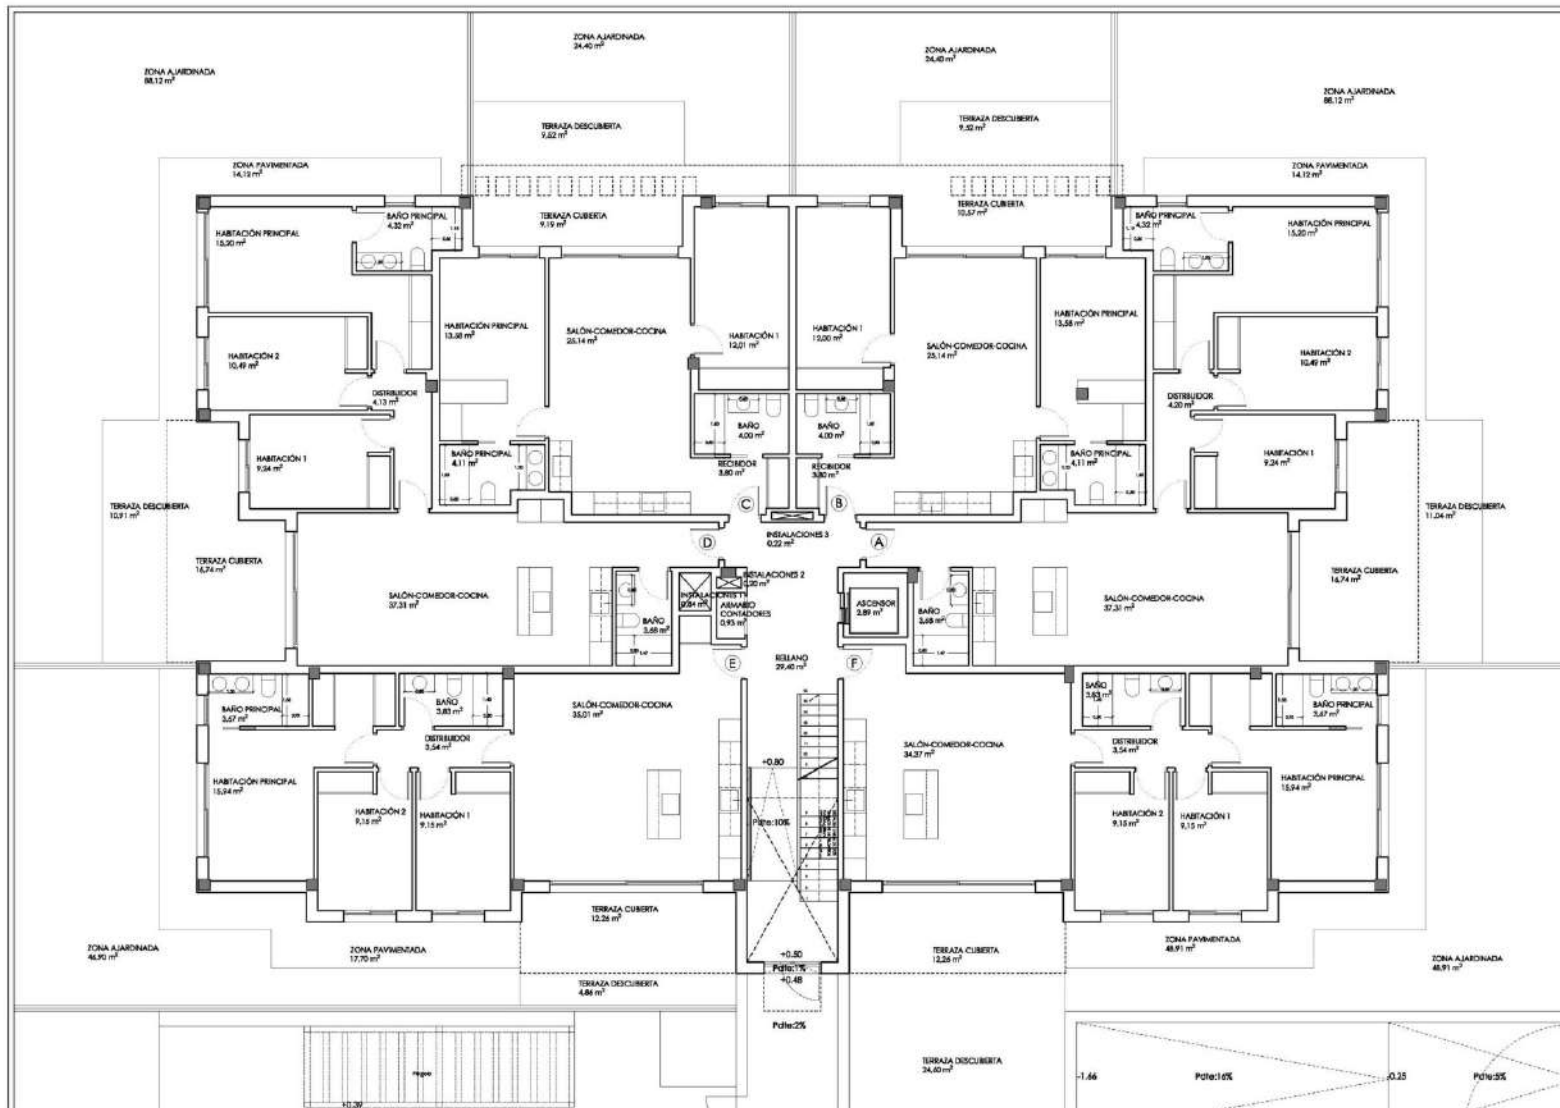 ZONA AJARDINADA
24,40 m²
ZONA AJARDINADA
24,40 m²
ZONA AJARDINADA
88,12 m²
ZONA AJARDINADA
88,12 m²
TERRAZA DESCUBIERTA
9,52 m²
TERRAZA DESCUBIERTA
9,52 m²
ZONA PAVIMENTADA
14,12 m²
ZONA PAVIMENTADA
14,12 m²
HABITACIÓN PRINCIPAL
15,20 m²
BAÑO PRINCIPAL
4,32 m²
TERRAZA CUBIERTA
9,19 m²
TERRAZA CUBIERTA
10,57 m²
BAÑO PRINCIPAL
4,32 m²
HABITACIÓN PRINCIPAL
15,20 m²
HABITACIÓN PRINCIPAL
13,58 m²
SALÓN-COMEDOR-COCINA
25,14 m²
HABITACIÓN 1
12,01 m²
HABITACIÓN 1
12,00 m²
SALÓN-COMEDOR-COCINA
25,14 m²
HABITACIÓN PRINCIPAL
13,58 m²
HABITACIÓN 2
10,49 m²
HABITACIÓN 2
10,49 m²
DISTRIBUIDOR
4,13 m²
DISTRIBUIDOR
4,20 m²
BAÑO
4,00 m²
BAÑO
4,00 m²
HABITACIÓN 1
9,24 m²
BAÑO PRINCIPAL
4,11 m²
RECIBIDOR
3,80 m²
RECIBIDOR
3,80 m²
BAÑO PRINCIPAL
4,11 m²
HABITACIÓN 1
9,24 m²
TERRAZA DESCUBIERTA
10,91 m²
C
B
TERRAZA DESCUBIERTA
11,04 m²
D
INSTALACIONES 3
0,22 m²
A
TERRAZA CUBIERTA
16,74 m²
INSTALACIONES 2
0,20 m²
TERRAZA CUBIERTA
16,74 m²
SALÓN-COMEDOR-COCINA
37,31 m²
BAÑO
3,68 m²
INSTALACIONES 1
ARMARIO
CONTADORES
0,93 m²
ASCENSOR
2,89 m²
BAÑO
3,68 m²
SALÓN-COMEDOR-COCINA
37,31 m²
E
RELLANO
29,40 m²
F
BAÑO PRINCIPAL
3,67 m²
BAÑO
3,83 m²
SALÓN-COMEDOR-COCINA
35,01 m²
BAÑO
3,83 m²
BAÑO PRINCIPAL
3,67 m²
DISTRIBUIDOR
3,54 m²
SALÓN-COMEDOR-COCINA
34,37 m²
DISTRIBUIDOR
3,54 m²
+0.80
HABITACIÓN PRINCIPAL
15,94 m²
HABITACIÓN PRINCIPAL
15,94 m²
HABITACIÓN 2
9,15 m²
HABITACIÓN 1
9,15 m²
Pdte:10%
HABITACIÓN 2
9,15 m²
HABITACIÓN 1
9,15 m²
TERRAZA CUBIERTA
12,26 m²
ZONA AJARDINADA
46,90 m²
ZONA PAVIMENTADA
17,70 m²
+0.50
Pdte:1%
+0.48
TERRAZA CUBIERTA
12,26 m²
ZONA PAVIMENTADA
48,91 m²
ZONA AJARDINADA
48,91 m²
TERRAZA DESCUBIERTA
4,86 m²
Pdte:2%
TERRAZA DESCUBIERTA
24,60 m²
-1.66
Pdte:16%
-0.25
Pdte:5%
+0.39